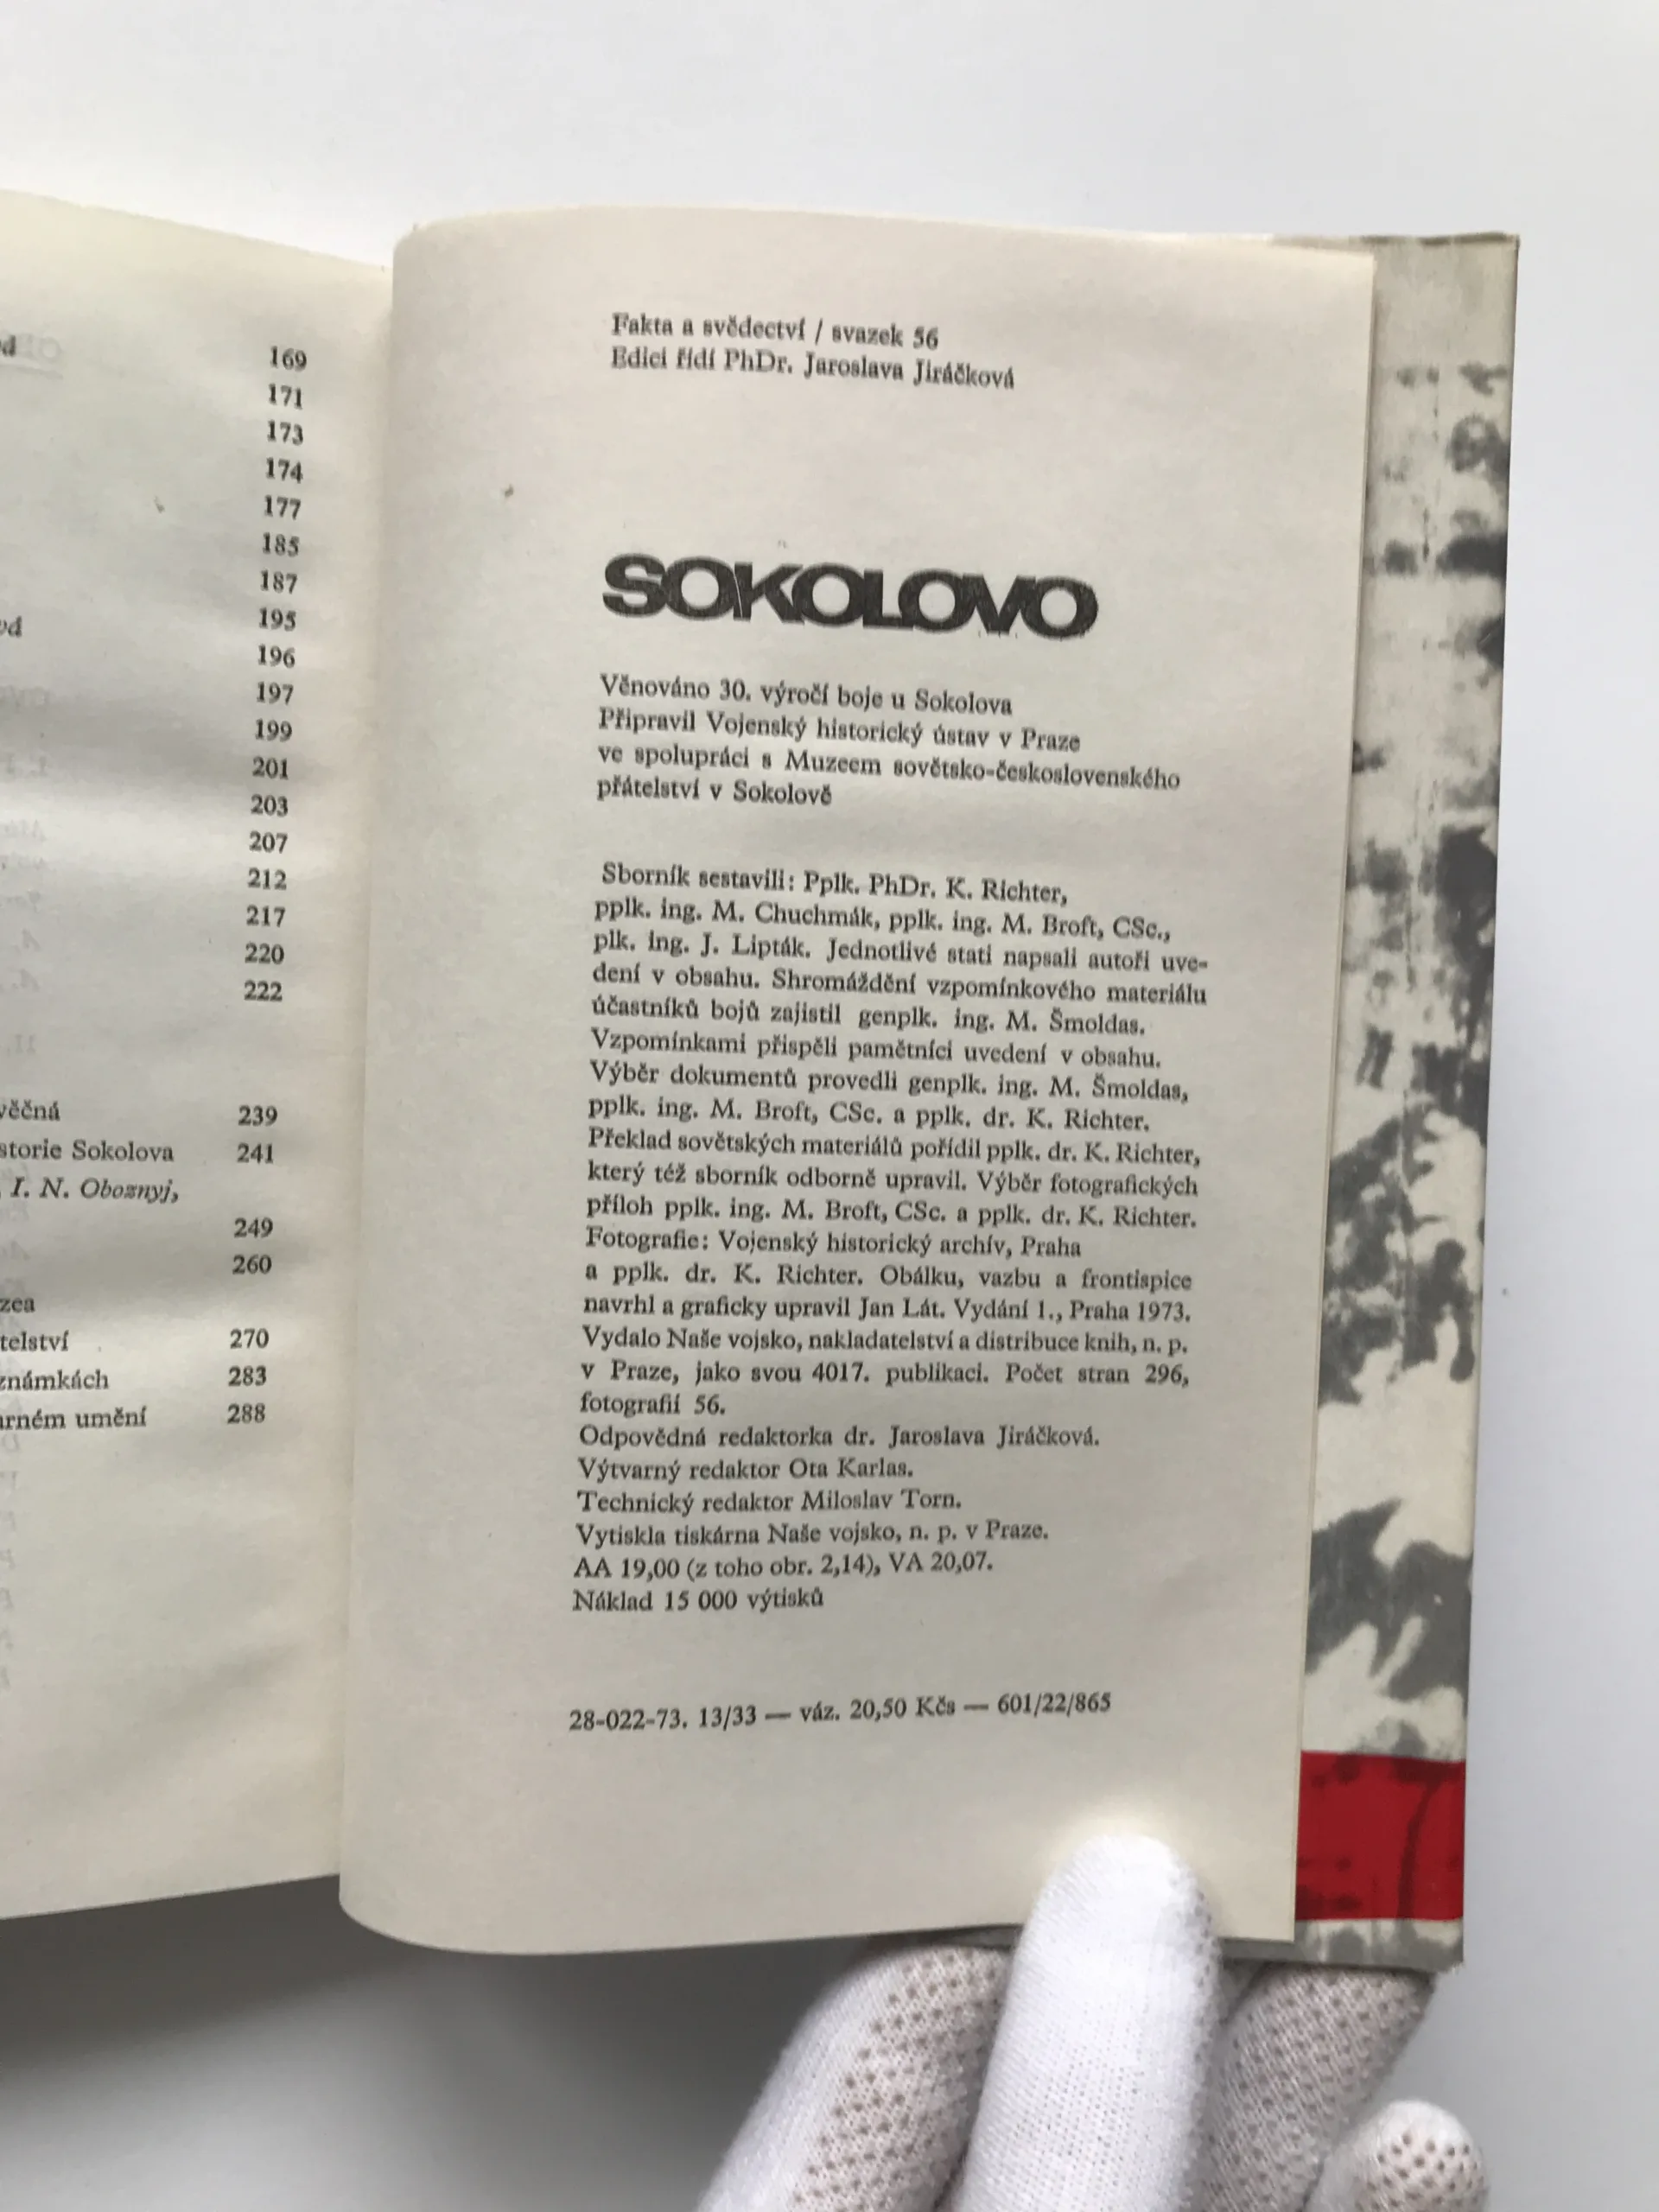 169
171
173
174
177
185
187
195
196
197
199
201
203
207
212
217
220
222
239
storie Sokolova 241
I. N. Oboznyj,
249
260
270
283
288
Fakta a svědectví / svazek 56
Edici řídí PhDr. Jaroslava Jiráčková
SOKOLOVO
Věnováno 30. výročí boje u Sokolova
Připravil Vojenský historický ústav v Praze
ve spolupráci s Muzeem sovětsko-československého
přátelství v Sokolově
Sborník sestavili: Pplk. PhDr. K. Richter,
pplk. ing. M. Chuchmák, pplk. ing. M. Broft, CSc.,
plk. ing. J. Lipták. Jednotlivé stati napsali autoři uve-
dení v obsahu. Shromáždění vzpomínkového materiálu
účastníků bojů zajistil genplk. ing. M. Šmoldas.
Vzpomínkami přispěli pamětníci uvedení v obsahu.
Výběr dokumentů provedli genplk. ing. M. Šmoldas,
pplk. ing. M. Broft, CSc. a pplk. dr. K. Richter.
Překlad sovětských materiálů pořídil pplk. dr. K. Richter,
který též sborník odborně upravil. Výběr fotografických
příloh pplk. ing. M. Broft, CSc. a pplk. dr. K. Richter.
Fotografie: Vojenský historický archív, Praha
a pplk. dr. K. Richter. Obálku, vazbu a frontispice
navrhl a graficky upravil Jan Lát. Vydání 1., Praha 1973.
Vydalo Naše vojsko, nakladatelství a distribuce knih, n. p.
v Praze, jako svou 4017. publikaci. Počet stran 296,
fotografií 56.
Odpovědná redaktorka dr. Jaroslava Jiráčková.
Výtvarný redaktor Ota Karlas.
Technický redaktor Miloslav Torn.
Vytiskla tiskárna Naše vojsko, n. p. v Praze.
AA 19,00 (z toho obr. 2,14), VA 20,07.
Náklad 15 000 výtisků
28-022-73. 13/33 — váz. 20,50 Kčs — 601/22/865